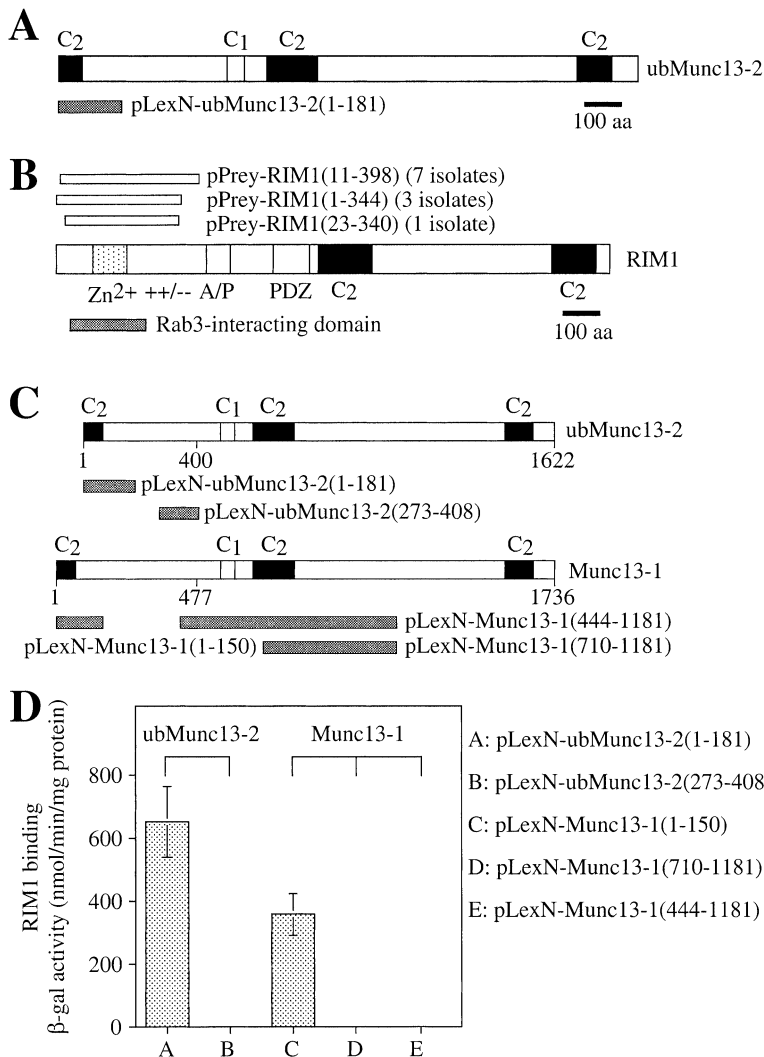 A
C2 C1 C2 C2
ubMunc13-2
pLexN-ubMunc13-2(1-181)
100 aa
B
pPrey-RIM1(11-398) (7 isolates)
pPrey-RIM1(1-344) (3 isolates)
pPrey-RIM1(23-340) (1 isolate)
RIM1
Zn2+ ++/-- A/P PDZ C2 C2
Rab3-interacting domain
100 aa
C
C2 C1 C2 C2
ubMunc13-2
1 400 1622
pLexN-ubMunc13-2(1-181)
pLexN-ubMunc13-2(273-408)
C2 C1 C2 C2
Munc13-1
1 477 1736
pLexN-Munc13-1(444-1181)
pLexN-Munc13-1(1-150)
pLexN-Munc13-1(710-1181)
D
RIM1 binding
β-gal activity (nmol/min/mg protein)
ubMunc13-2 Munc13-1
800
600
400
200
0
A B C D E
A: pLexN-ubMunc13-2(1-181)
B: pLexN-ubMunc13-2(273-408
C: pLexN-Munc13-1(1-150)
D: pLexN-Munc13-1(710-1181)
E: pLexN-Munc13-1(444-1181)